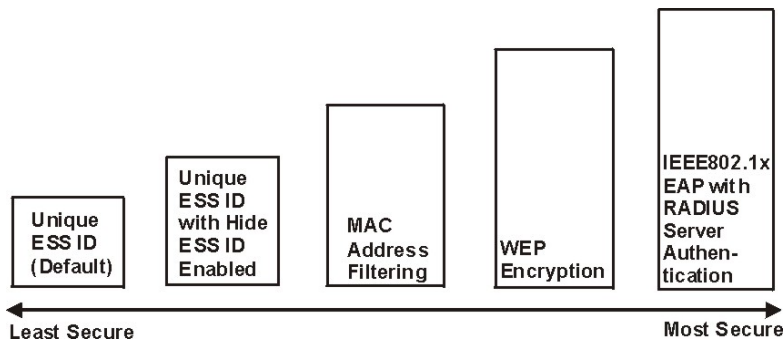 Unique
ESS ID
(Default)
Unique
ESS ID
with Hide
ESS ID
Enabled
MAC
Address
Filtering
WEP
Encryption
IEEE802.1x
EAP with
RADIUS
Server
Authen-
tication
Least Secure
Most Secure